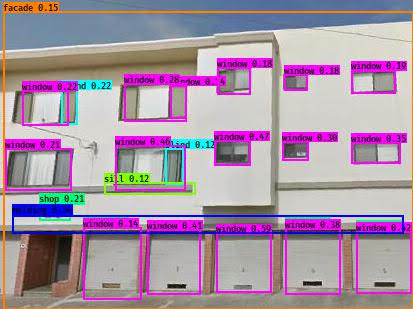 facade 0.15
window 0.18
window 0.18
window 0.19
window 0.22
nd 0.22
window 0.28
window 0.4
window 0.21
window 0.40
blind 0.12
window 0.47
window 0.30
window 0.35
sill 0.12
shop 0.21
window 0.14
window 0.41
window 0.59
window 0.38
window 0.52